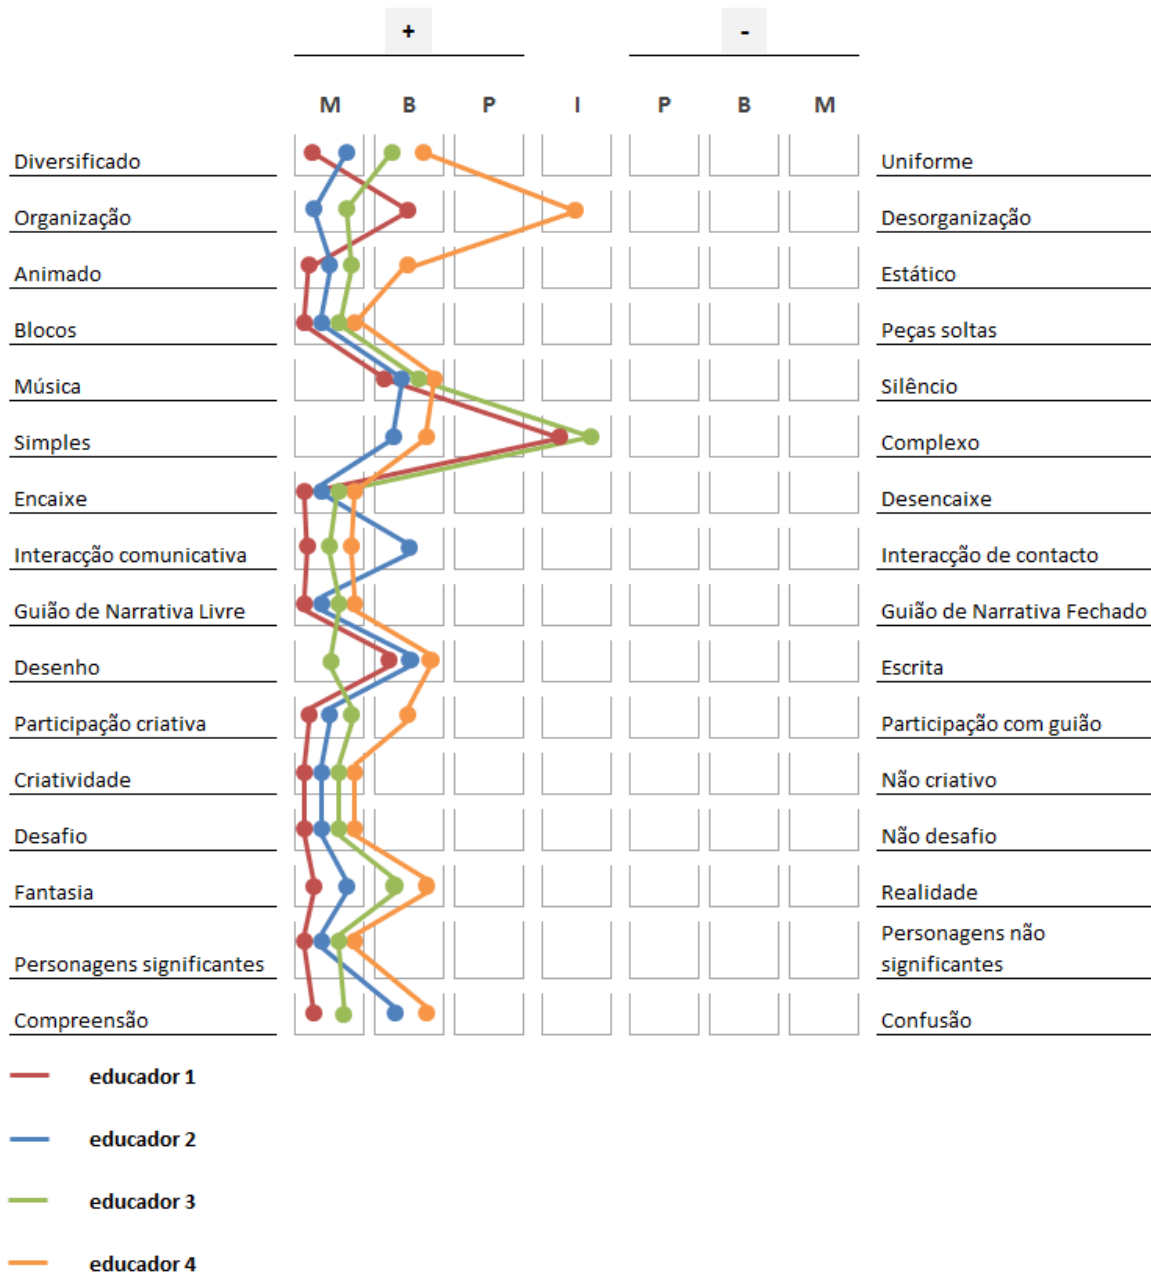 + -
M B P I P B M
Diversificado Uniforme
Organização Desorganização
Animado Estático
Blocos Peças soltas
Música Silêncio
Simples Complexo
Encaixe Desencaixe
Interacção comunicativa Interacção de contacto
Guião de Narrativa Livre Guião de Narrativa Fechado
Desenho Escrita
Participação criativa Participação com guião
Criatividade Não criativo
Desafio Não desafio
Fantasia Realidade
Personagens significantes Personagens não
significantes
Compreensão Confusão
educador 1
educador 2
educador 3
educador 4